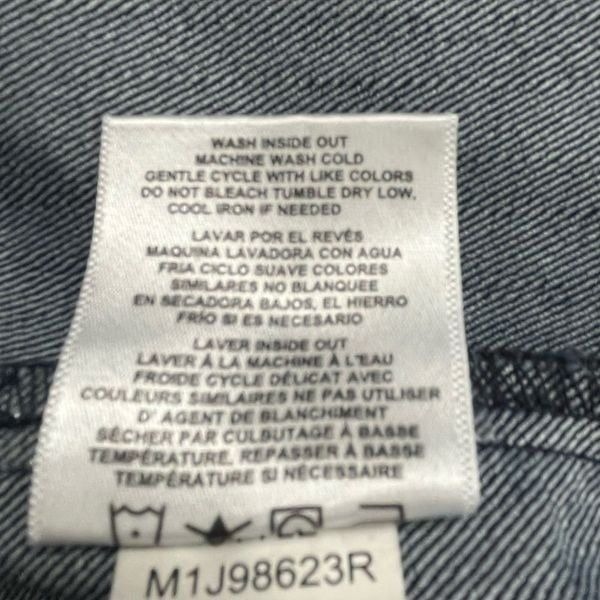 WASH INSIDE OUT
MACHINE WASH COLD
GENTLE CYCLE WITH LIKE COLORS
DO NOT BLEACH TUMBLE DRY LOW,
COOL IRON IF NEEDED
LAVAR POR EL REVÉS
MAQUINA LAVADORA CON AGUA
FRIA CICLO SUAVE COLORES
SIMILARES NO BLANQUEE
EN SECADORA BAJOS, EL HIERRO
FRÍO SI ES NECESARIO
LAVER INSIDE OUT
LAVER À LA MACHINE À L'EAU
FROIDE CYCLE DÉLICAT AVEC
COULEURS SIMILAIRES NE PAS UTILISER
D' AGENT DE BLANCHIMENT
SÉCHER PAR CULBUTAGE À BASSE
TEMPÉRATURE, REPASSER À BASSE
TEMPÉRATURE SI NÉCESSAIRE
M1J98623R